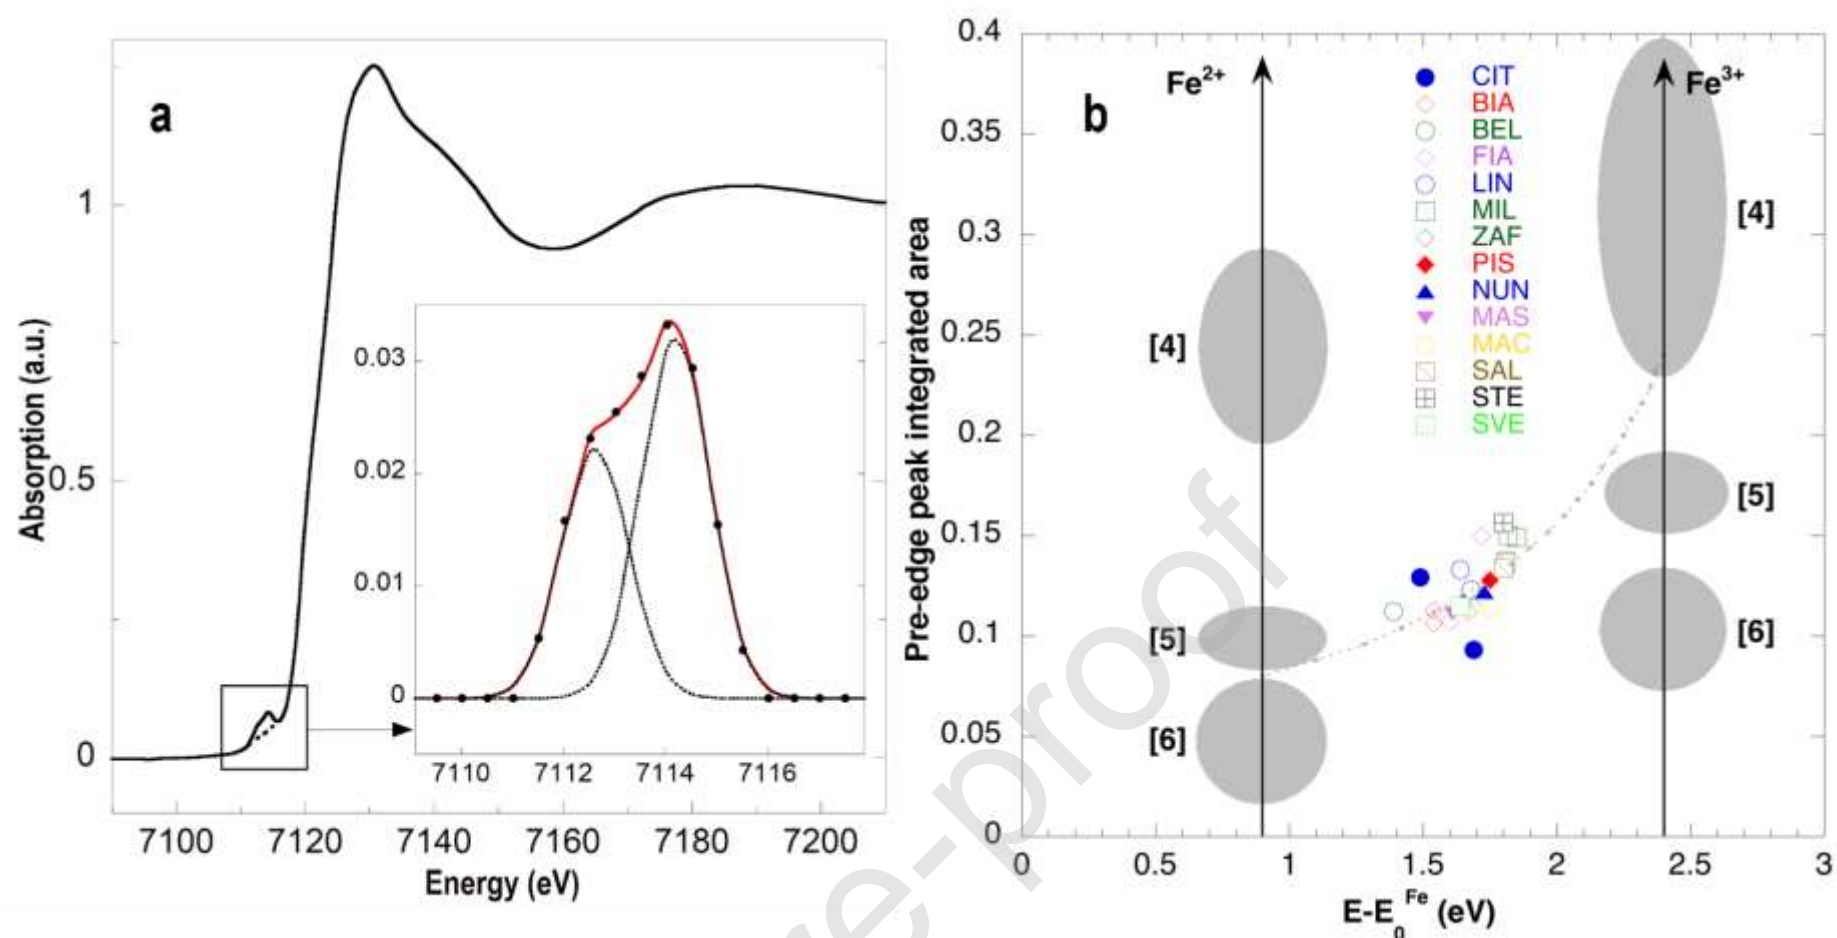 a
Absorption (a.u.)
1
0.5
0
7100 7120 7140 7160 7180 7200
Energy (eV)
0.03
0.02
0.01
0
7110 7112 7114 7116
b
Pre-edge peak integrated area
0.4
0.35
0.3
0.25
0.2
0.15
0.1
0.05
0
0 0.5 1 1.5 2 2.5 3
E-E₀^Fe (eV)
Fe²⁺
Fe³⁺
CIT
BIA
BEL
FIA
LIN
MIL
ZAF
PIS
NUN
MAS
MAC
SAL
STE
SVE
[4]
[5]
[6]
[4]
[5]
[6]
re-proof